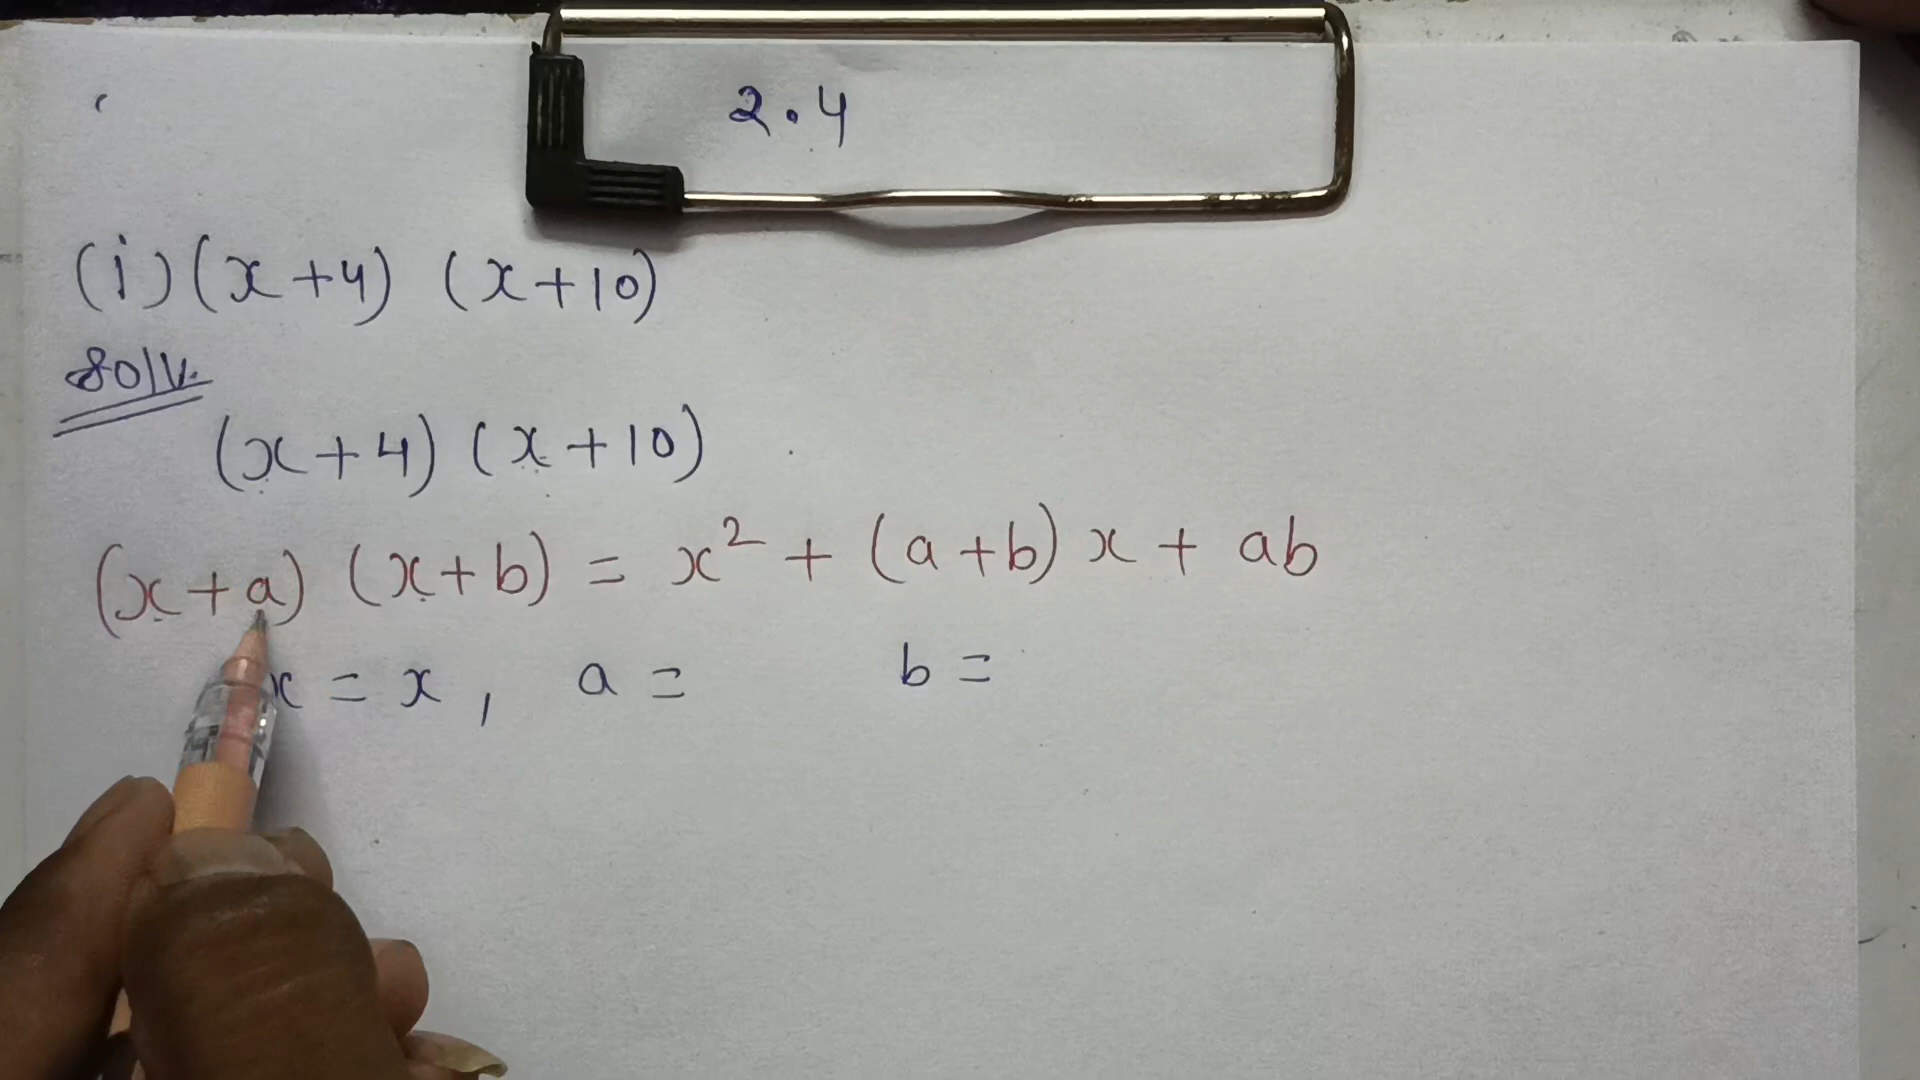 2.4
(i) (x+4) (x+10)
Soln.
(x+4) (x+10)
(x+a) (x+b) = x² + (a+b) x + ab
x = x, a = b =